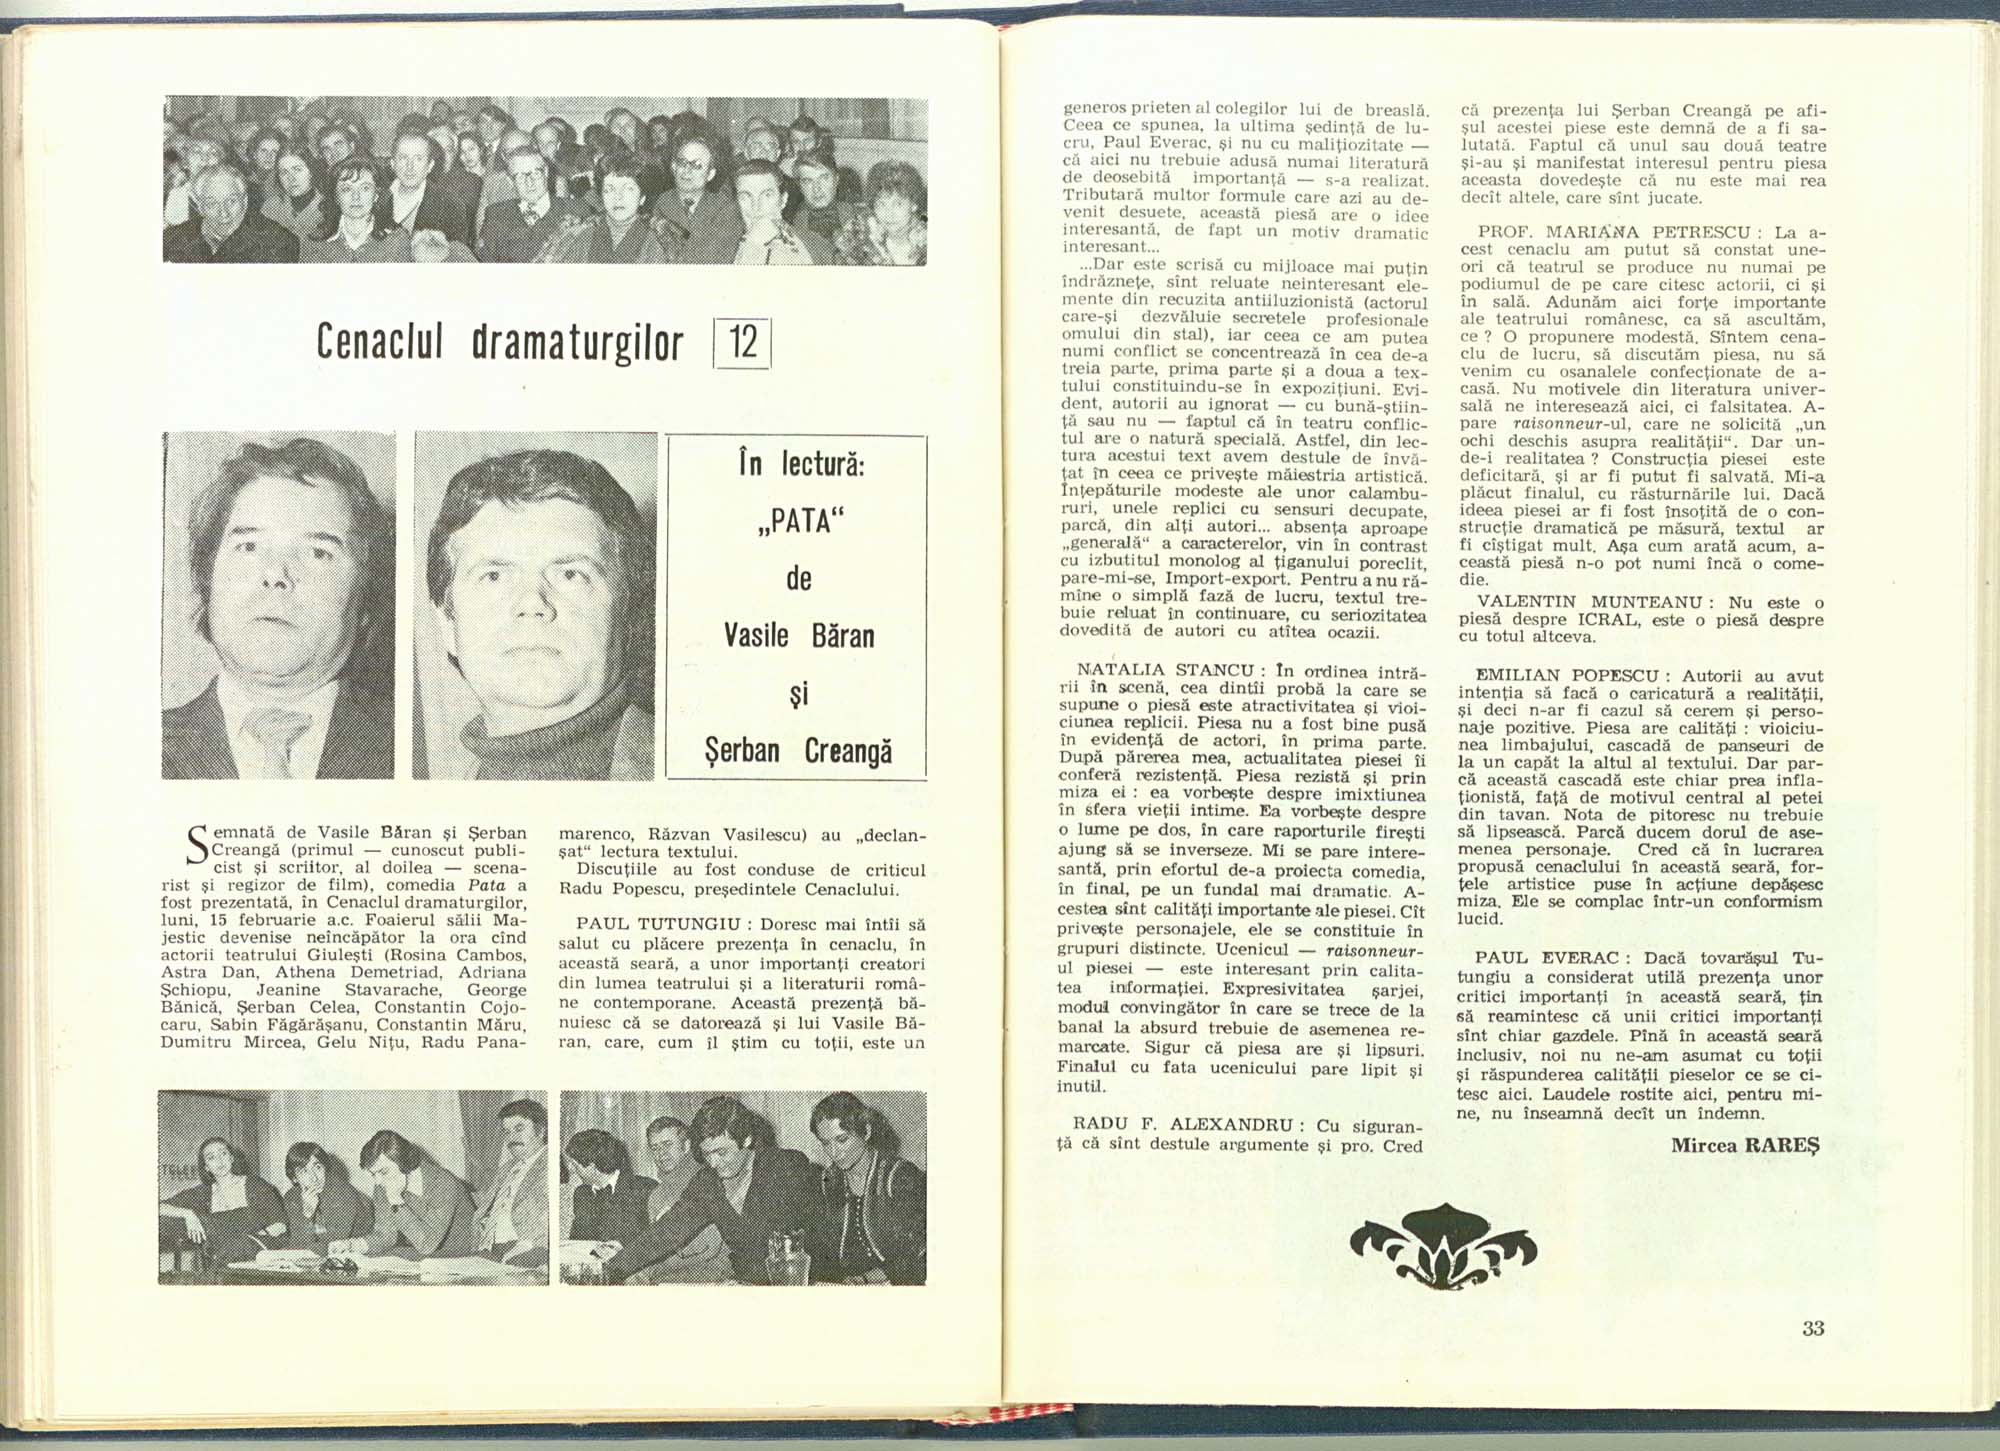 Cenaclul dramaturgilor 12
În lectură:
„PATA“
de
Vasile Băran
și
Șerban Creangă
Semnată de Vasile Băran și Șerban
Creangă (primul — cunoscut publi-
cist și scriitor, al doilea — scena-
rist și regizor de film), comedia Pata a
fost prezentată, în Cenaclul dramaturgilor,
luni, 15 februarie a.c. Foaierul sălii Ma-
jestic devenise neîncăpător la ora cînd
actorii teatrului Giulești (Rosina Cambos,
Astra Dan, Athena Demetriad, Adriana
Șchiopu, Jeanine Stavarache, George
Bănică, Șerban Celea, Constantin Cojo-
caru, Sabin Făgărășanu, Constantin Măru,
Dumitru Mircea, Gelu Nițu, Radu Pana-
marenco, Răzvan Vasilescu) au „declan-
șat“ lectura textului.
Discuțiile au fost conduse de criticul
Radu Popescu, președintele Cenaclului.
PAUL TUTUNGIU : Doresc mai întîi să
salut cu plăcere prezența în cenaclu, în
această seară, a unor importanți creatori
din lumea teatrului și a literaturii româ-
ne contemporane. Această prezență bă-
nuiesc că se datorează și lui Vasile Bă-
ran, care, cum îl știm cu toții, este un
TELE
TELE
generos prieten al colegilor lui de breaslă.
Ceea ce spunea, la ultima ședință de lu-
cru, Paul Everac, și nu cu malițiozitate —
că aici nu trebuie adusă numai literatură
de deosebită importanță — s-a realizat.
Tributară multor formule care azi au de-
venit desuete, această piesă are o idee
interesantă, de fapt un motiv dramatic
interesant...
...Dar este scrisă cu mijloace mai puțin
îndrăznețe, sînt reluate neinteresant ele-
mente din recuzita antiiluzionistă (actorul
care-și dezvăluie secretele profesionale
omului din stal), iar ceea ce am putea
numi conflict se concentrează în cea de-a
treia parte, prima parte și a doua a tex-
tului constituindu-se în expozițiuni. Evi-
dent, autorii au ignorat — cu bună-știin-
ță sau nu — faptul că în teatru conflic-
tul are o natură specială. Astfel, din lec-
tura acestui text avem destule de învă-
țat în ceea ce privește măiestria artistică.
Înțepăturile modeste ale unor calambu-
ruri, unele replici cu sensuri decupate,
parcă, din alți autori... absența aproape
„generală“ a caracterelor, vin în contrast
cu izbutitul monolog al țiganului poreclit,
pare-mi-se, Import-export. Pentru a nu ră-
mîne o simplă fază de lucru, textul tre-
buie reluat în continuare, cu seriozitatea
dovedită de autori cu atîtea ocazii.
NATALIA STANCU : În ordinea intră-
rii în scenă, cea dintîi probă la care se
supune o piesă este atractivitatea și vioi-
ciunea replicii. Piesa nu a fost bine pusă
în evidență de actori, în prima parte.
După părerea mea, actualitatea piesei îi
conferă rezistență. Piesa rezistă și prin
miza ei : ea vorbește despre imixtiunea
în sfera vieții intime. Ea vorbește despre
o lume pe dos, în care raporturile firești
ajung să se inverseze. Mi se pare intere-
santă, prin efortul de-a proiecta comedia,
în final, pe un fundal mai dramatic. A-
cestea sînt calități importante ale piesei. Cît
privește personajele, ele se constituie în
grupuri distincte. Ucenicul — raisonneur-
ul piesei — este interesant prin calita-
tea informației. Expresivitatea șarjei,
modul convingător în care se trece de la
banal la absurd trebuie de asemenea re-
marcate. Sigur că piesa are și lipsuri.
Finalul cu fata ucenicului pare lipit și
inutil.
RADU F. ALEXANDRU : Cu siguran-
ță că sînt destule argumente și pro. Cred
că prezența lui Șerban Creangă pe afi-
șul acestei piese este demnă de a fi sa-
lutată. Faptul că unul sau două teatre
și-au și manifestat interesul pentru piesa
aceasta dovedește că nu este mai rea
decît altele, care sînt jucate.
PROF. MARIANA PETRESCU : La a-
cest cenaclu am putut să constat une-
ori că teatrul se produce nu numai pe
podiumul de pe care citesc actorii, ci și
în sală. Adunăm aici forțe importante
ale teatrului românesc, ca să ascultăm,
ce ? O propunere modestă. Sîntem cena-
clu de lucru, să discutăm piesa, nu să
venim cu osanalele confecționate de a-
casă. Nu motivele din literatura univer-
sală ne interesează aici, ci falsitatea. A-
pare raisonneur-ul, care ne solicită „un
ochi deschis asupra realității“. Dar un-
de-i realitatea ? Construcția piesei este
deficitară, și ar fi putut fi salvată. Mi-a
plăcut finalul, cu răsturnările lui. Dacă
ideea piesei ar fi fost însoțită de o con-
strucție dramatică pe măsură, textul ar
fi cîștigat mult. Așa cum arată acum, a-
ceastă piesă n-o pot numi încă o come-
die.
VALENTIN MUNTEANU : Nu este o
piesă despre ICRAL, este o piesă despre
cu totul altceva.
EMILIAN POPESCU : Autorii au avut
intenția să facă o caricatură a realității,
și deci n-ar fi cazul să cerem și perso-
naje pozitive. Piesa are calități : vioiciu-
nea limbajului, cascadă de panseuri de
la un capăt la altul al textului. Dar par-
că această cascadă este chiar prea infla-
ționistă, față de motivul central al petei
din tavan. Nota de pitoresc nu trebuie
să lipsească. Parcă ducem dorul de ase-
menea personaje. Cred că în lucrarea
propusă cenaclului în această seară, for-
țele artistice puse în acțiune depășesc
miza. Ele se complac într-un conformism
lucid.
PAUL EVERAC : Dacă tovarășul Tu-
tungiu a considerat utilă prezența unor
critici importanți în această seară, țin
să reamintesc că unii critici importanți
sînt chiar gazdele. Pînă în această seară
inclusiv, noi nu ne-am asumat cu toții
și răspunderea calității pieselor ce se ci-
tesc aici. Laudele rostite aici, pentru mi-
ne, nu înseamnă decît un îndemn.
Mircea RAREȘ
33